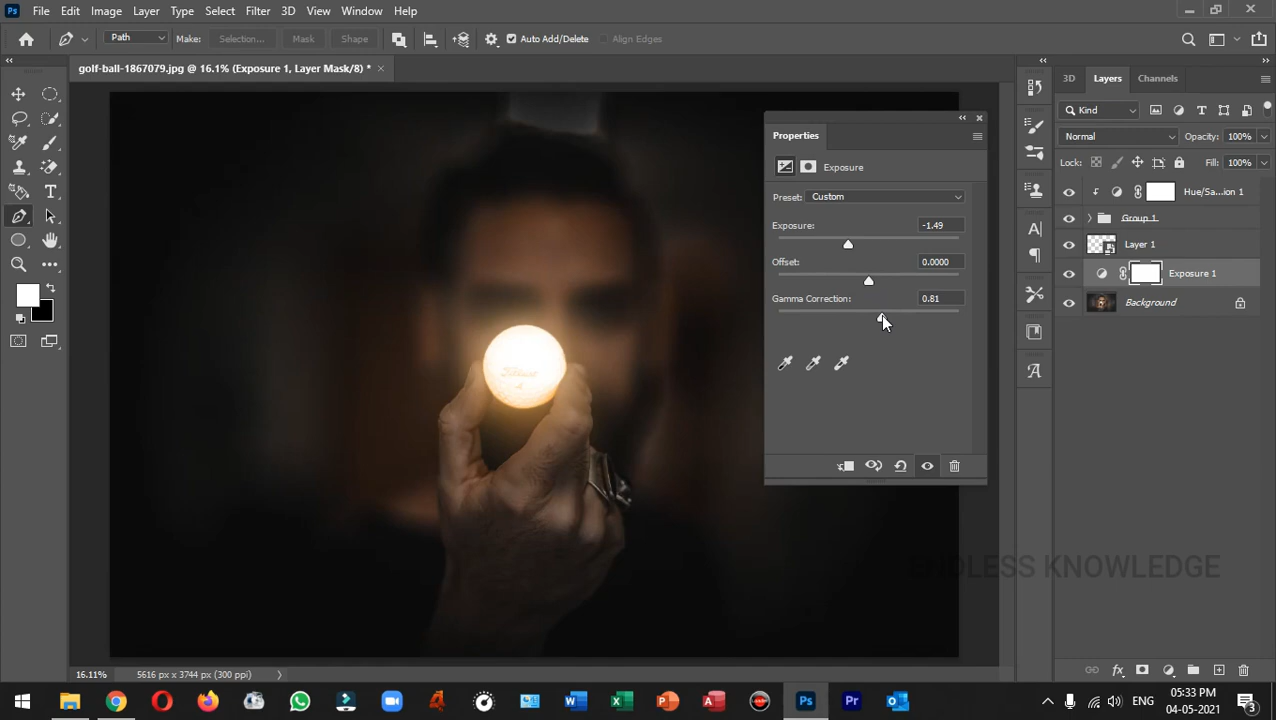 Ps File Edit Image Layer Type Select Filter 3D View Window Help
Path Make: Selection... Mask Shape Auto Add/Delete Align Edges
golf-ball-1867079.jpg @ 16.1% (Exposure 1, Layer Mask/8) * ×
3D Layers Channels
Kind
Properties
Normal Opacity: 100%
Exposure
Lock: Fill: 100%
Preset: Custom
Hue/Sa...ion 1
Exposure: -1.49
Group 1
Layer 1
Offset: 0.0000
Exposure 1
Gamma Correction: 0.81
Background
Titleist
4
ENDLESS KNOWLEDGE
16.11% 5616 px x 3744 px (300 ppi)
ENG
05:33 PM
04-05-2021
3